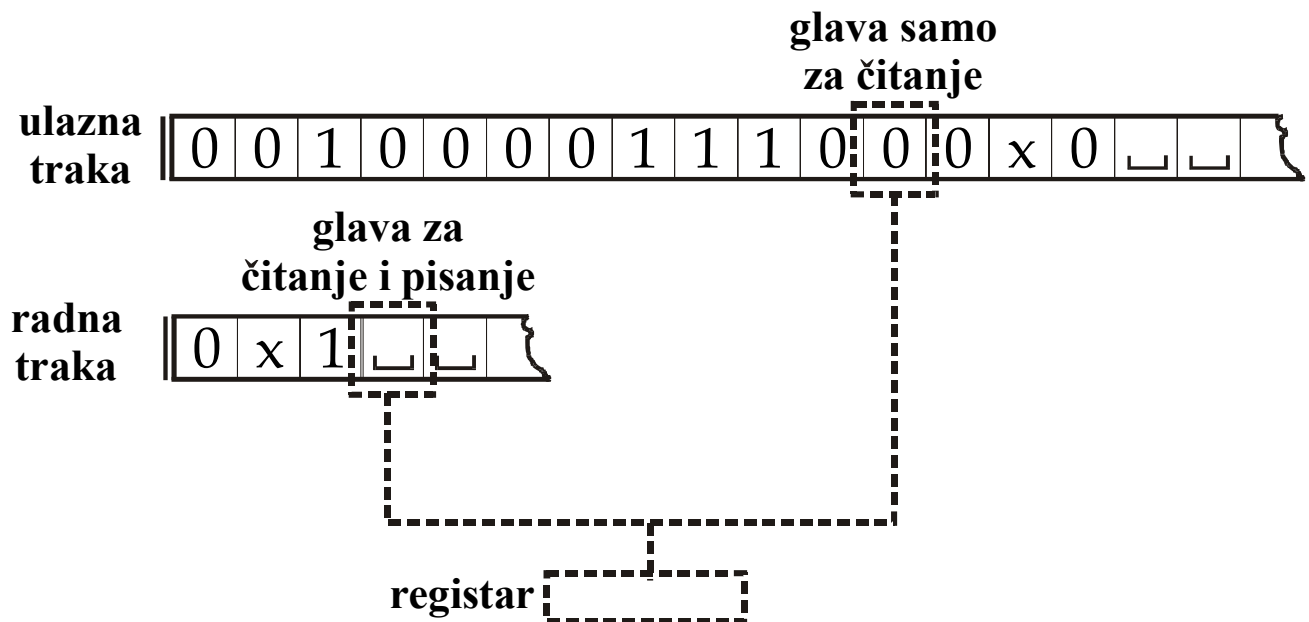 glava samo
za čitanje
ulazna
traka
0 0 1 0 0 0 0 1 1 1 0 0 0 x 0 ␣ ␣
glava za
čitanje i pisanje
radna
traka
0 x 1 ␣ ␣
registar